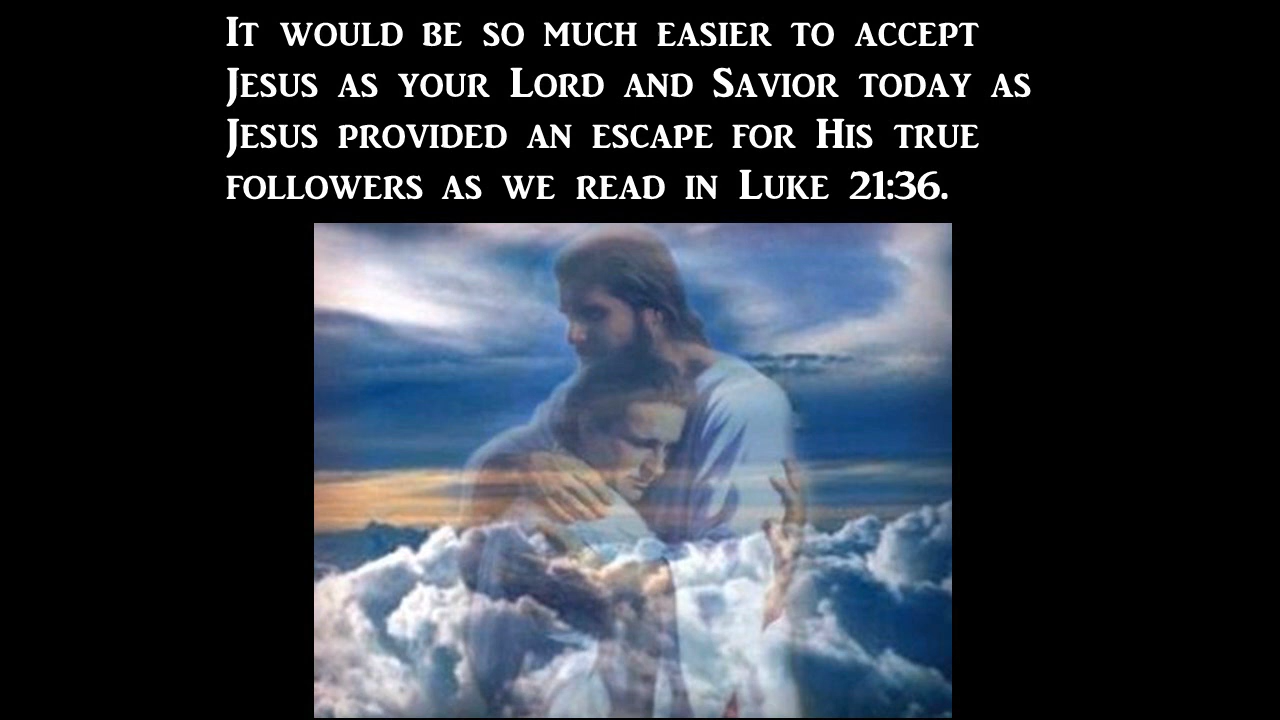 It would be so much easier to accept
Jesus as your Lord and Savior today as
Jesus provided an escape for His true
followers as we read in Luke 21:36.